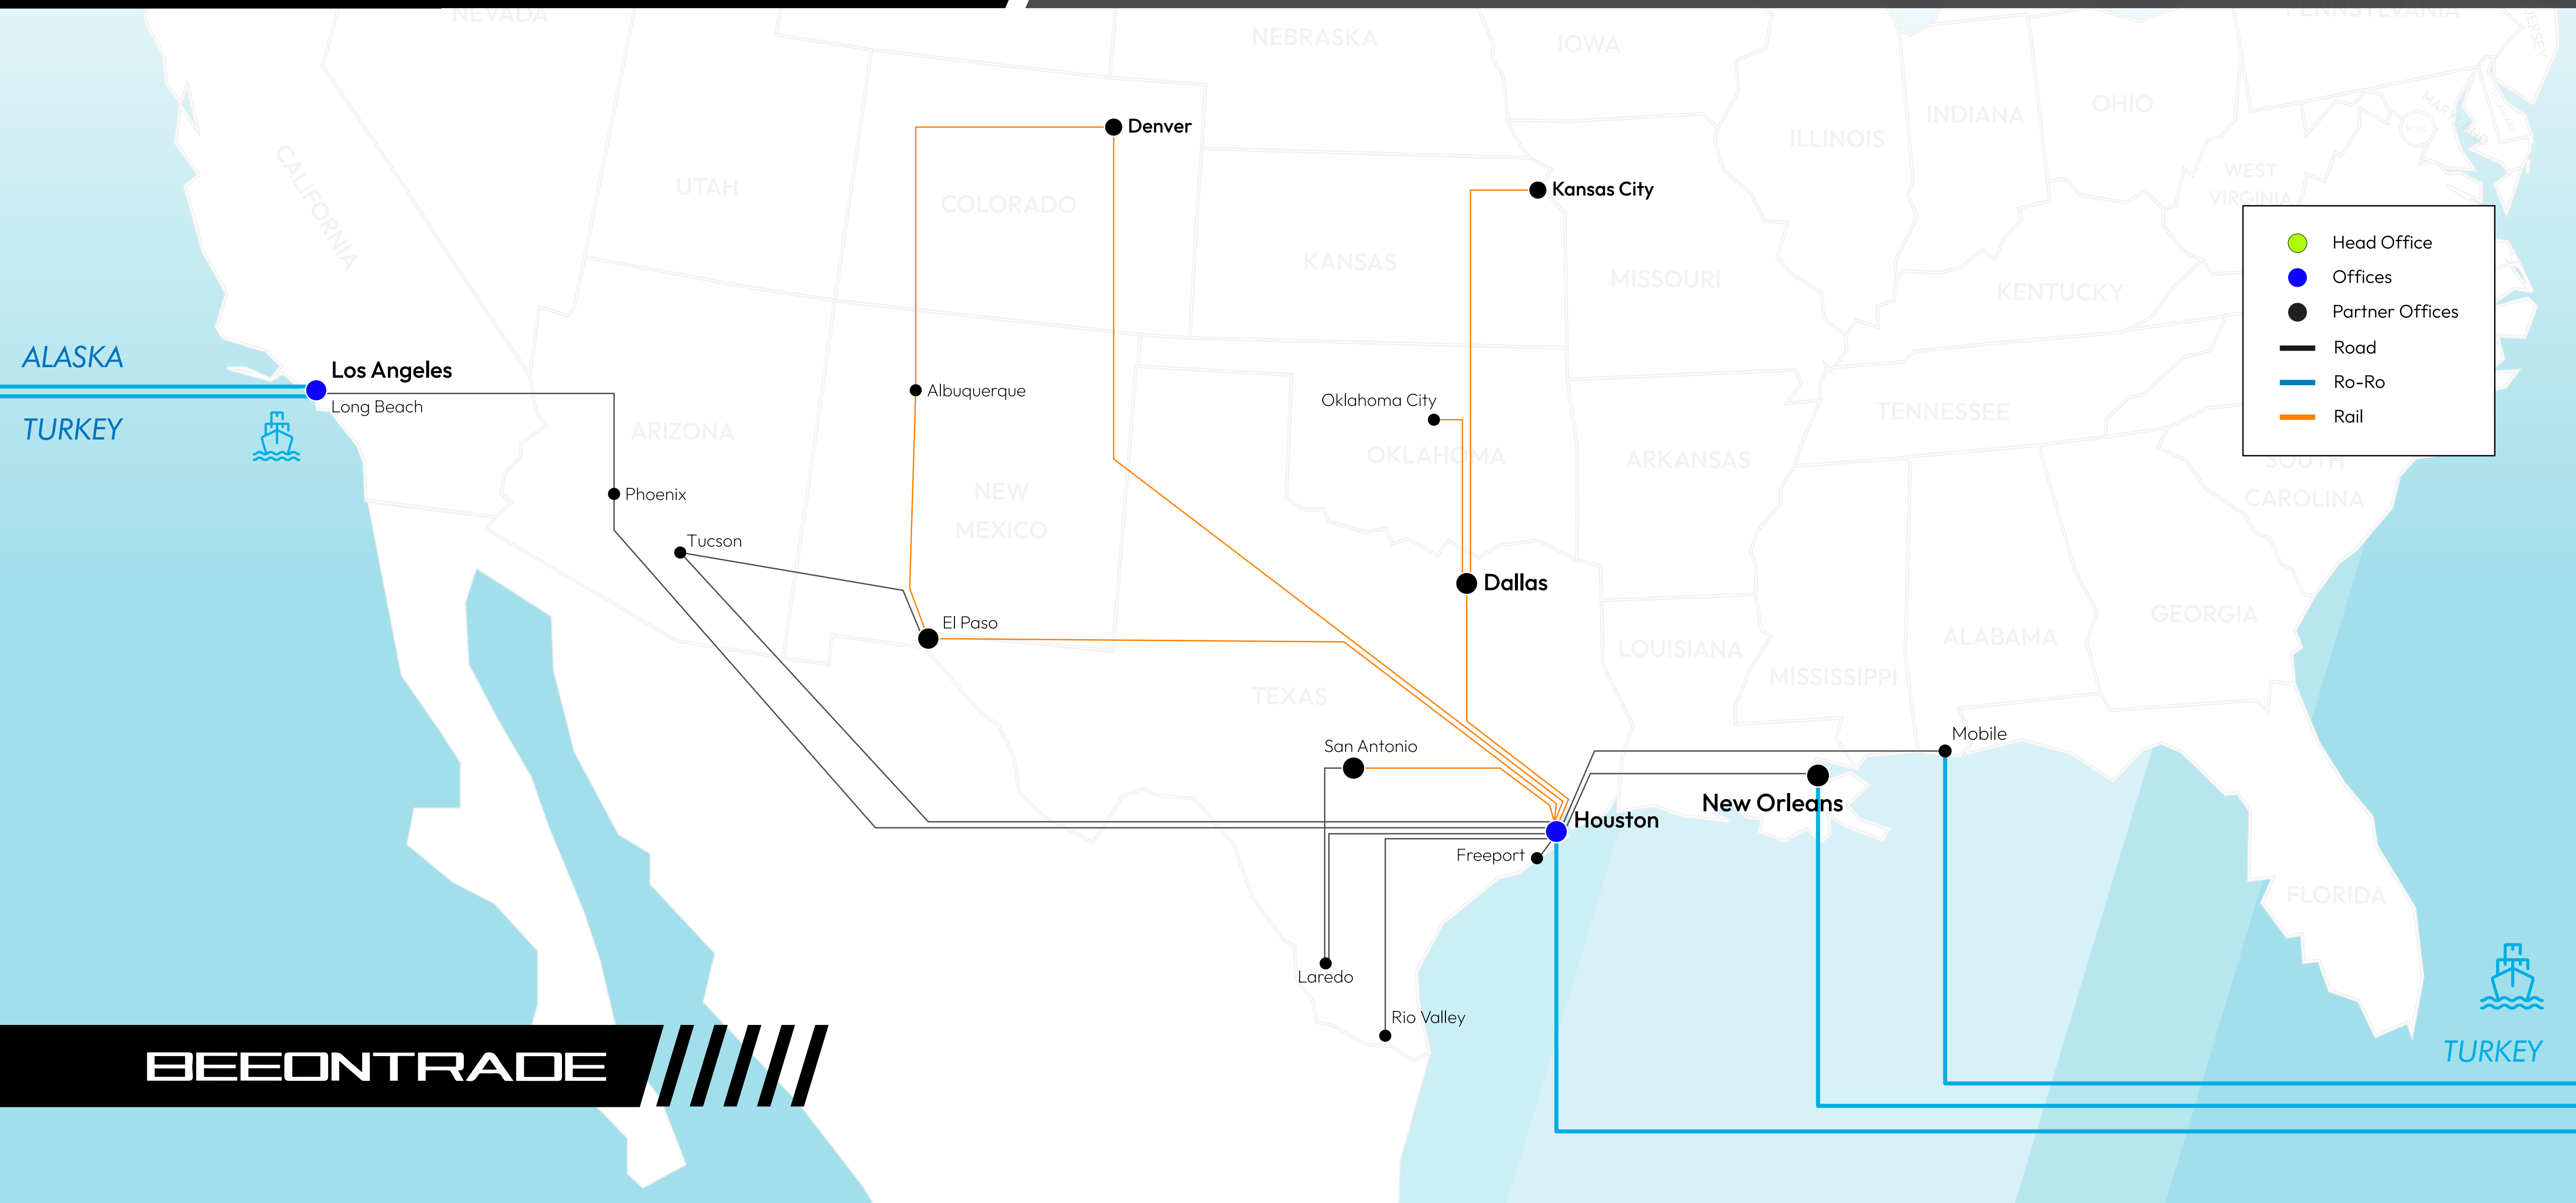 NEVADA
NEBRASKA
IOWA
PENNSYLVANIA
JERSEY
OHIO
INDIANA
ILLINOIS
MARYLAND
DELAWARE
Denver
Kansas City
CALIFORNIA
UTAH
COLORADO
WEST
VIRGINIA
KANSAS
MISSOURI
KENTUCKY
Head Office
Offices
Partner Offices
Road
Ro-Ro
Rail
ALASKA
TURKEY
Los Angeles
Long Beach
Albuquerque
Oklahoma City
ARIZONA
OKLAHOMA
ARKANSAS
TENNESSEE
SOUTH
CAROLINA
Phoenix
NEW
MEXICO
Tucson
Dallas
El Paso
GEORGIA
ALABAMA
LOUISIANA
MISSISSIPPI
TEXAS
San Antonio
Mobile
New Orleans
Houston
Freeport
FLORIDA
Laredo
Rio Valley
TURKEY
BEEONTRADE